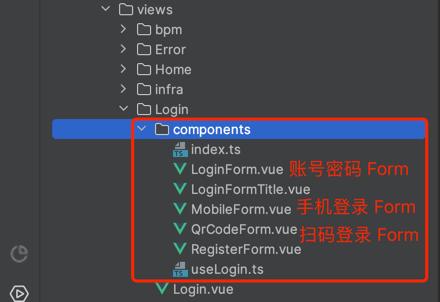 views
bpm
Error
Home
infra
Login
components
TS index.ts
LoginForm.vue 账号密码 Form
LoginFormTitle.vue
MobileForm.vue 手机登录 Form
QrCodeForm.vue 扫码登录 Form
RegisterForm.vue
TS useLogin.ts
Login.vue